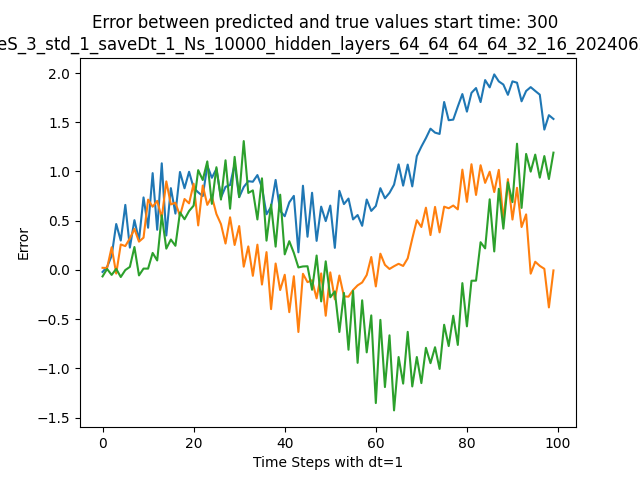 Error between predicted and true values start time: 300
eS_3_std_1_saveDt_1_Ns_10000_hidden_layers_64_64_64_64_32_16_202406
2.0
1.5
1.0
0.5
0.0
−0.5
−1.0
−1.5
Error
0 20 40 60 80 100
Time Steps with dt=1